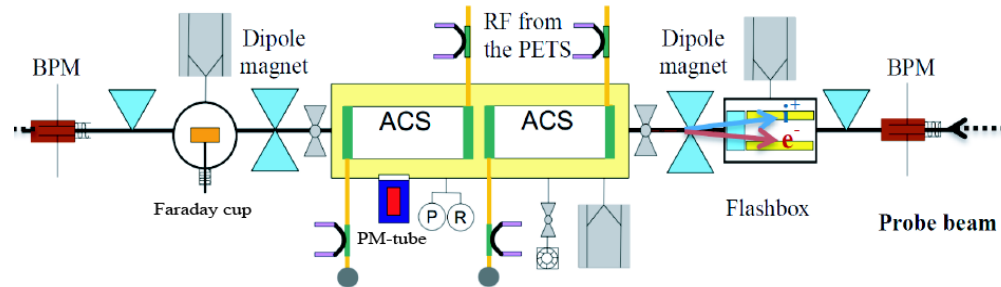 BPM
Dipole
magnet
RF from
the PETS
Dipole
magnet
BPM
ACS
ACS
i+
e-
Faraday cup
PM-tube
P
R
Flashbox
Probe beam